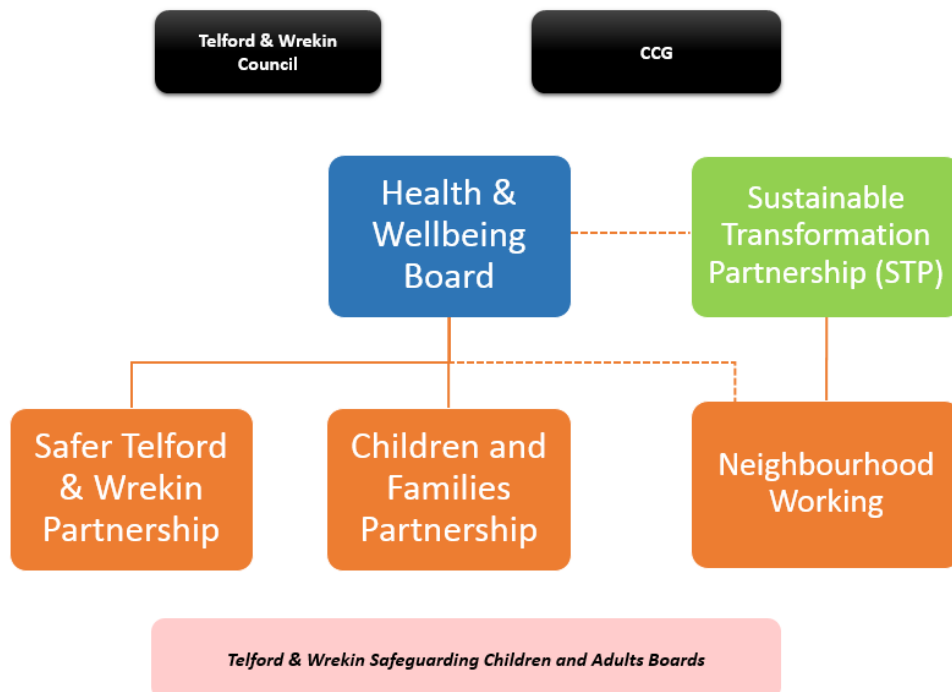 Telford & Wrekin
Council
CCG
Health &
Wellbeing
Board
Sustainable
Transformation
Partnership (STP)
Safer Telford
& Wrekin
Partnership
Children and
Families
Partnership
Neighbourhood
Working
Telford & Wrekin Safeguarding Children and Adults Boards